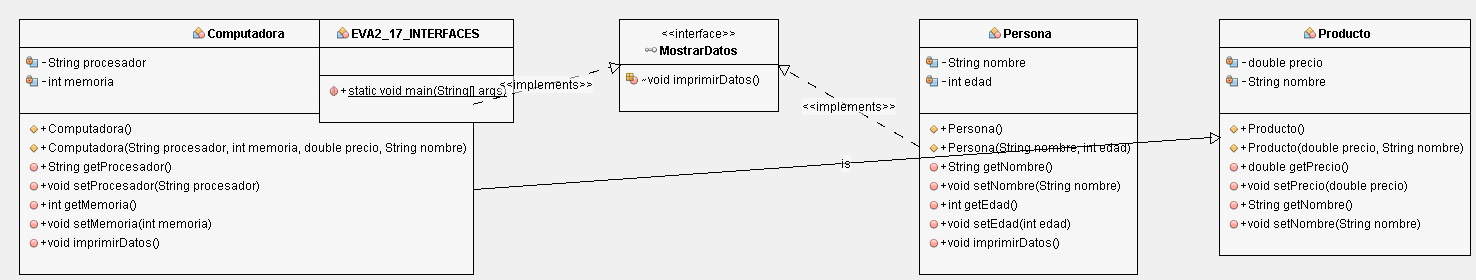 Computadora
-String procesador
-int memoria
+Computadora()
+Computadora(String procesador, int memoria, double precio, String nombre)
+String getProcesador()
+void setProcesador(String procesador)
+int getMemoria()
+void setMemoria(int memoria)
+void imprimirDatos()
EVA2_17_INTERFACES
+static void main(String[] args)
<<implements>>
<<interface>>
MostrarDatos
~void imprimirDatos()
<<implements>>
is
Persona
-String nombre
-int edad
+Persona()
+Persona(String nombre, int edad)
+String getNombre()
+void setNombre(String nombre)
+int getEdad()
+void setEdad(int edad)
+void imprimirDatos()
Producto
-double precio
-String nombre
+Producto()
+Producto(double precio, String nombre)
+double getPrecio()
+void setPrecio(double precio)
+String getNombre()
+void setNombre(String nombre)